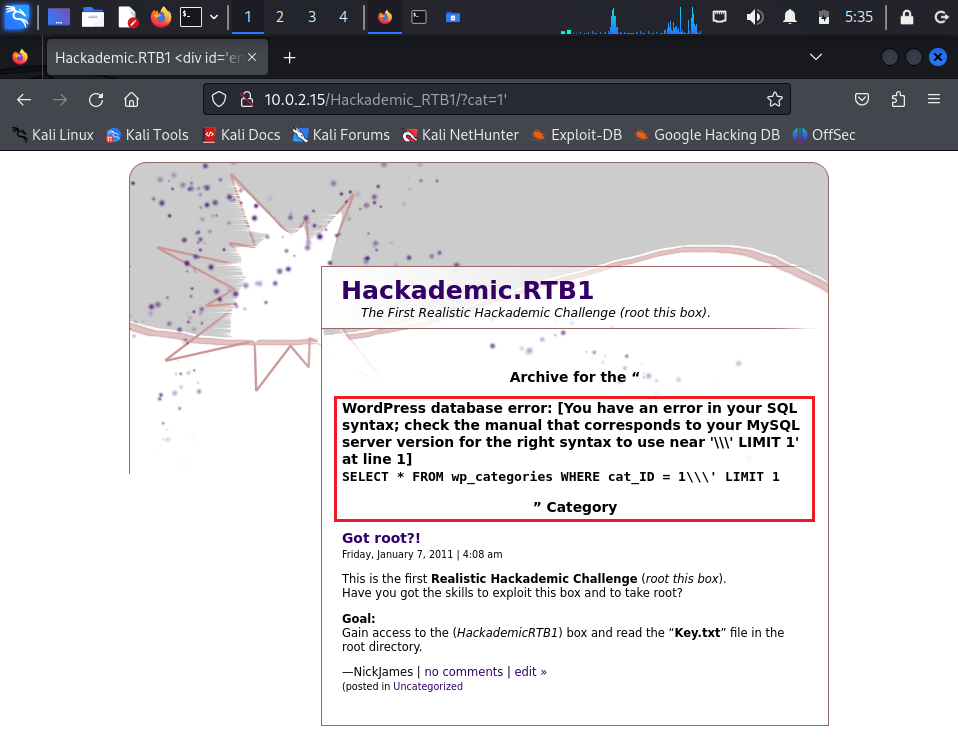 1 2 3 4 5:35
Hackademic.RTB1 <div id='er
10.0.2.15/Hackademic_RTB1/?cat=1'
Kali Linux Kali Tools Kali Docs Kali Forums Kali NetHunter Exploit-DB Google Hacking DB OffSec
Hackademic.RTB1
The First Realistic Hackademic Challenge (root this box).
Archive for the “
WordPress database error: [You have an error in your SQL
syntax; check the manual that corresponds to your MySQL
server version for the right syntax to use near '\\\' LIMIT 1'
at line 1]
SELECT * FROM wp_categories WHERE cat_ID = 1\\\' LIMIT 1
” Category
Got root?!
Friday, January 7, 2011 | 4:08 am
This is the first Realistic Hackademic Challenge (root this box).
Have you got the skills to exploit this box and to take root?
Goal:
Gain access to the (HackademicRTB1) box and read the “Key.txt” file in the
root directory.
—NickJames | no comments | edit »
(posted in Uncategorized